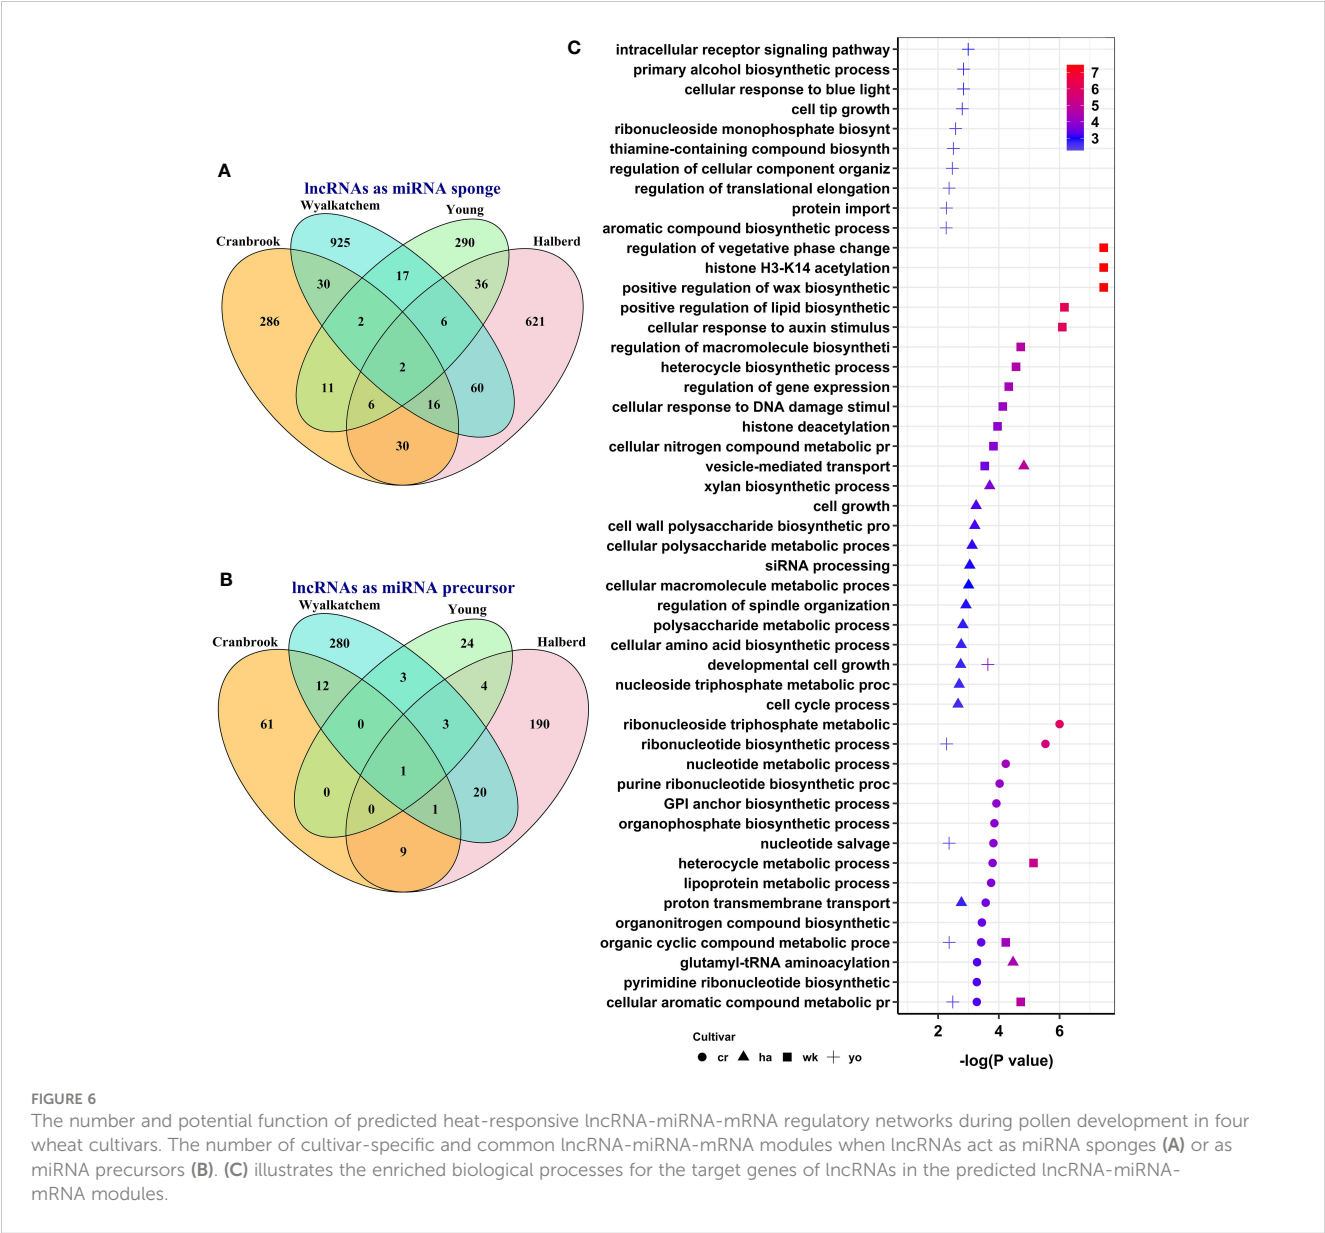 A
lncRNAs as miRNA sponge
Wyalkatchem
Young
Cranbrook
Halberd
925
290
30
17
36
286
2
6
621
2
11
6
16
60
30
B
lncRNAs as miRNA precursor
Wyalkatchem
Young
Cranbrook
Halberd
280
24
12
3
4
61
0
3
190
1
0
0
1
20
9
C
intracellular receptor signaling pathway
primary alcohol biosynthetic process
cellular response to blue light
cell tip growth
ribonucleoside monophosphate biosynt
thiamine-containing compound biosynth
regulation of cellular component organiz
regulation of translational elongation
protein import
aromatic compound biosynthetic process
regulation of vegetative phase change
histone H3-K14 acetylation
positive regulation of wax biosynthetic
positive regulation of lipid biosynthetic
cellular response to auxin stimulus
regulation of macromolecule biosyntheti
heterocycle biosynthetic process
regulation of gene expression
cellular response to DNA damage stimul
histone deacetylation
cellular nitrogen compound metabolic pr
vesicle-mediated transport
xylan biosynthetic process
cell growth
cell wall polysaccharide biosynthetic pro
cellular polysaccharide metabolic proces
siRNA processing
cellular macromolecule metabolic proces
regulation of spindle organization
polysaccharide metabolic process
cellular amino acid biosynthetic process
developmental cell growth
nucleoside triphosphate metabolic proc
cell cycle process
ribonucleoside triphosphate metabolic
ribonucleotide biosynthetic process
nucleotide metabolic process
purine ribonucleotide biosynthetic proc
GPI anchor biosynthetic process
organophosphate biosynthetic process
nucleotide salvage
heterocycle metabolic process
lipoprotein metabolic process
proton transmembrane transport
organonitrogen compound biosynthetic
organic cyclic compound metabolic proce
glutamyl-tRNA aminoacylation
pyrimidine ribonucleotide biosynthetic
cellular aromatic compound metabolic pr
7
6
5
4
3
2 4 6
-log(P value)
Cultivar
cr ha wk yo
FIGURE 6
The number and potential function of predicted heat-responsive lncRNA-miRNA-mRNA regulatory networks during pollen development in four
wheat cultivars. The number of cultivar-specific and common lncRNA-miRNA-mRNA modules when lncRNAs act as miRNA sponges (A) or as
miRNA precursors (B). (C) illustrates the enriched biological processes for the target genes of lncRNAs in the predicted lncRNA-miRNA-
mRNA modules.